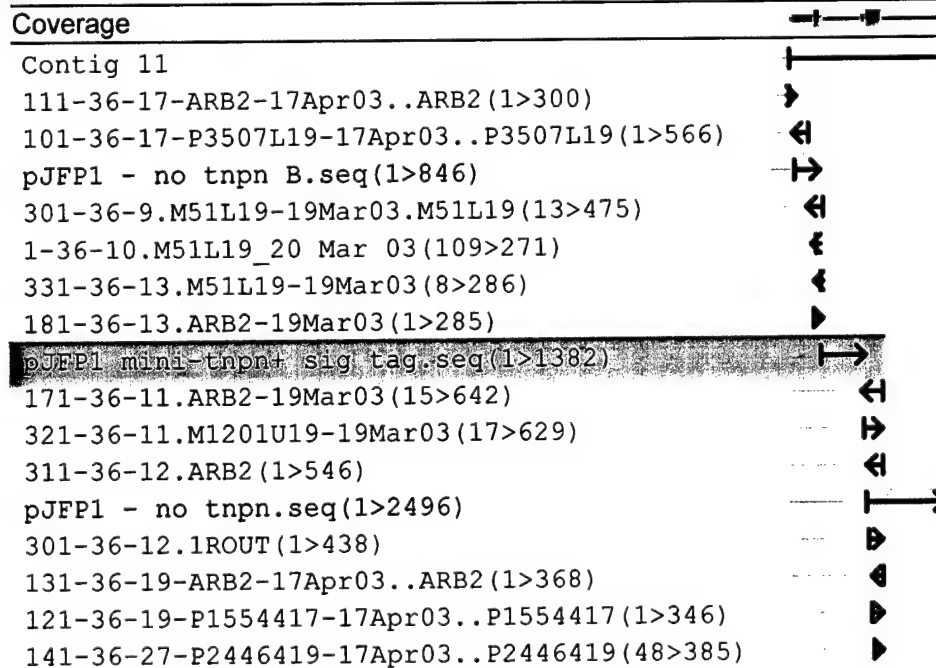 Coverage
Contig 11
111-36-17-ARB2-17Apr03..ARB2(1>300)
101-36-17-P3507L19-17Apr03..P3507L19(1>566)
pJFP1 - no tnpn B.seq(1>846)
301-36-9.M51L19-19Mar03.M51L19(13>475)
1-36-10.M51L19_20 Mar 03(109>271)
331-36-13.M51L19-19Mar03(8>286)
181-36-13.ARB2-19Mar03(1>285)
pJFP1 mini-tnpn+ sig tag.seq(1>1382)
171-36-11.ARB2-19Mar03(15>642)
321-36-11.M1201U19-19Mar03(17>629)
311-36-12.ARB2(1>546)
pJFP1 - no tnpn.seq(1>2496)
301-36-12.1ROUT(1>438)
131-36-19-ARB2-17Apr03..ARB2(1>368)
121-36-19-P1554417-17Apr03..P1554417(1>346)
141-36-27-P2446419-17Apr03..P2446419(48>385)